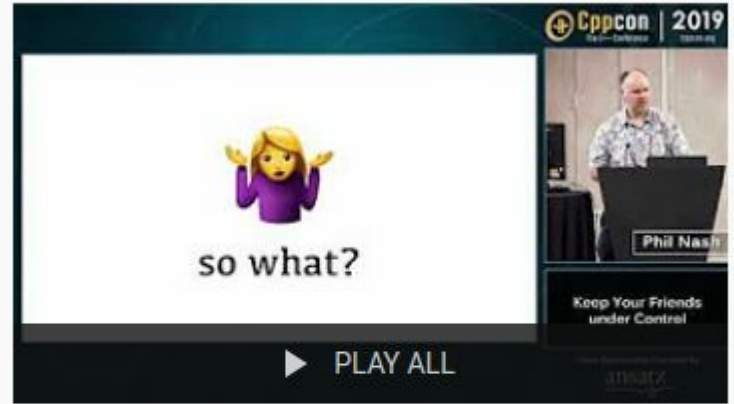 Cppcon | 2019
so what?
Phil Nash
Keep Your Friends
under Control
PLAY ALL
ansatz